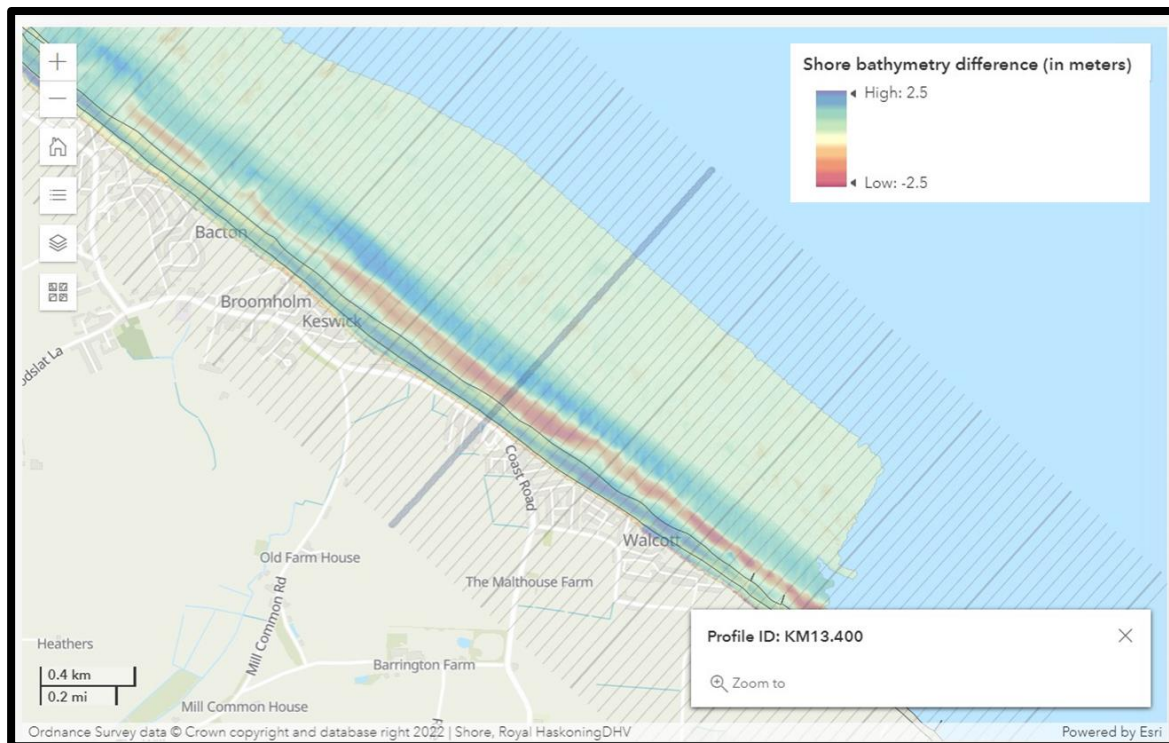 Shore bathymetry difference (in meters)
High: 2.5
Low: -2.5
Bacton
Broomholm
Keswick
Coast Road
Walcott
Old Farm House
The Malthouse Farm
Mill Common Rd
Heathers
Barrington Farm
Mill Common House
0.4 km
0.2 mi
Profile ID: KM13.400
Zoom to
Ordnance Survey data © Crown copyright and database right 2022 | Shore, Royal HaskoningDHV
Powered by Esri